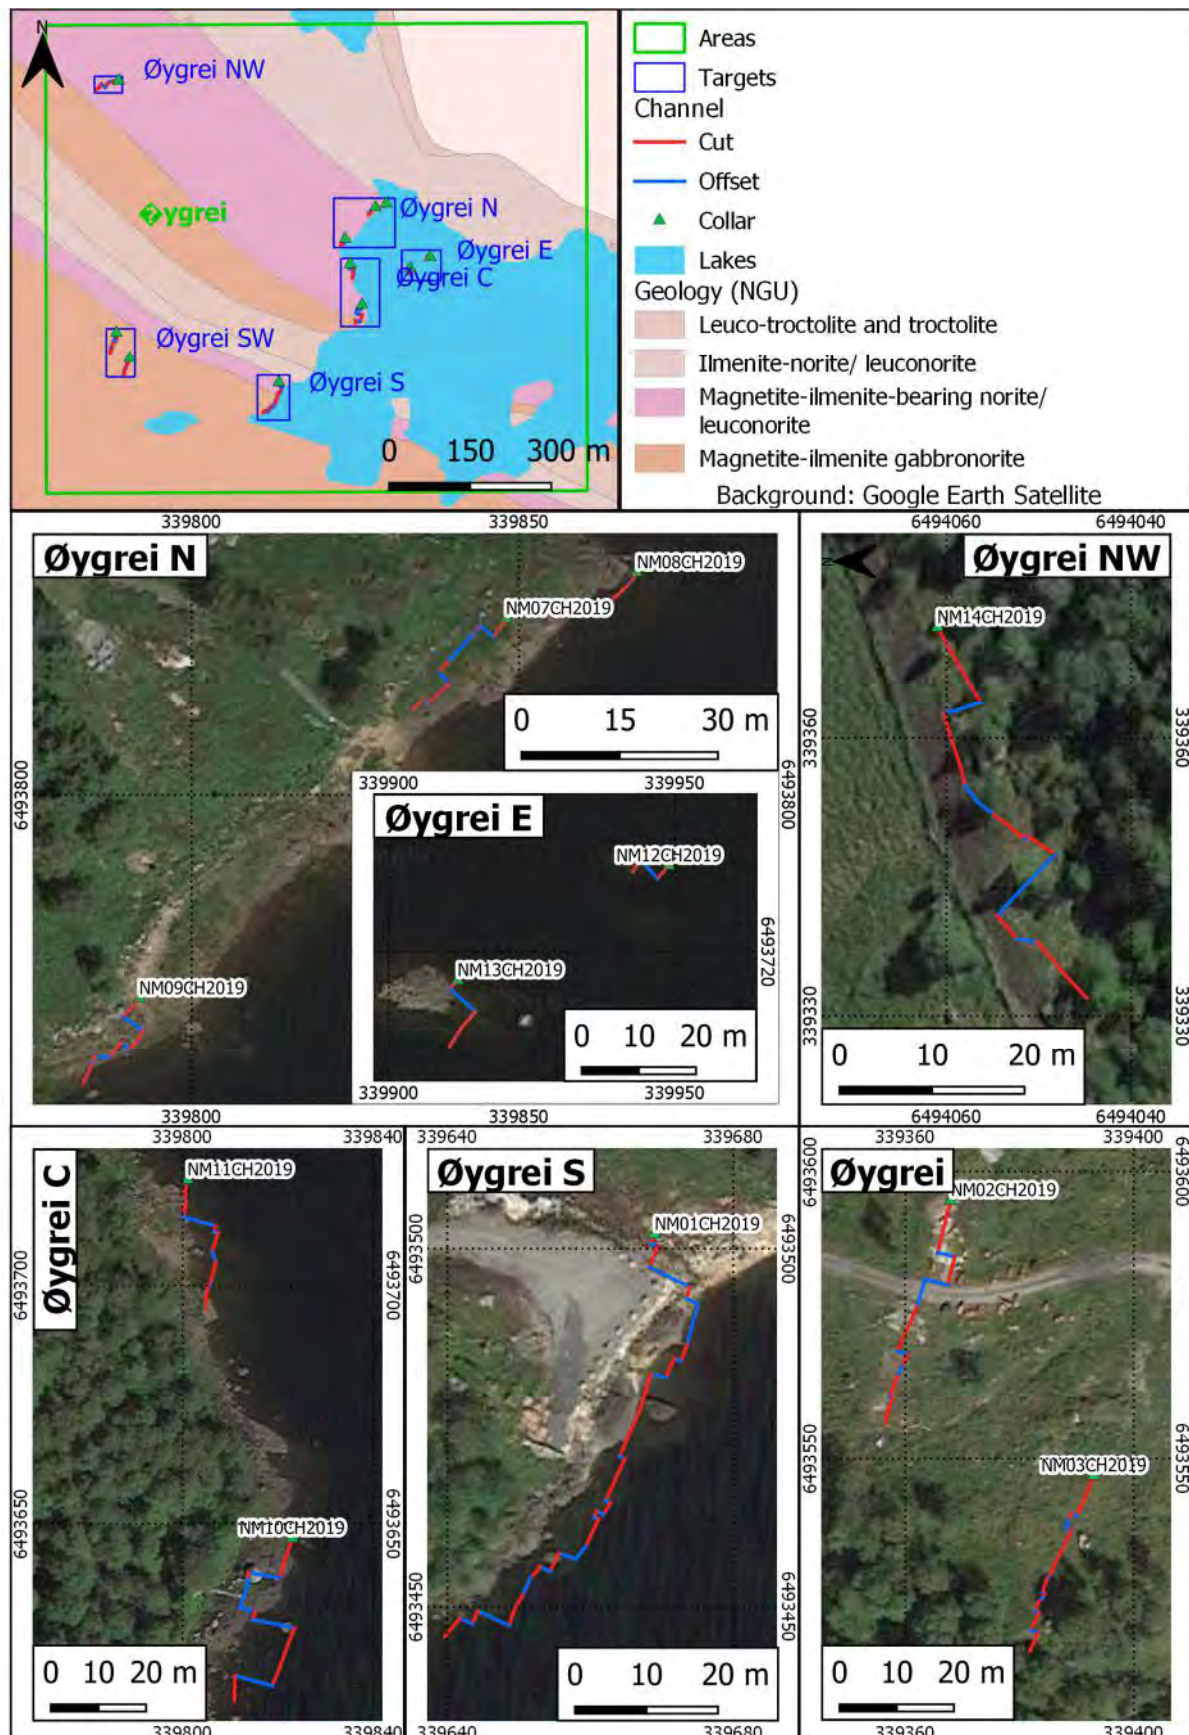 N
Øygrei NW
�ygrei
Øygrei N
Øygrei E
Øygrei C
Øygrei SW
Øygrei S
0 150 300 m
Areas
Targets
Channel
Cut
Offset
Collar
Lakes
Geology (NGU)
Leuco-troctolite and troctolite
Ilmenite-norite/ leuconorite
Magnetite-ilmenite-bearing norite/
leuconorite
Magnetite-ilmenite gabbronorite
Background: Google Earth Satellite
339800 339850
Øygrei N
NM08CH2019
NM07CH2019
0 15 30 m
6493800 6493800
NM09CH2019
339900 339950
Øygrei E
NM12CH2019
6493720
NM13CH2019
0 10 20 m
339900 339950
339800 339850
6494060 6494040
Øygrei NW
NM14CH2019
339360 339360
339330 339330
0 10 20 m
6494060 6494040
339800 339840
Øygrei C
NM11CH2019
6493700 6493700
6493650 6493650
NM10CH2019
0 10 20 m
339800 339840
339640 339680
Øygrei S
NM01CH2019
6493500 6493500
6493450 6493450
0 10 20 m
339640 339680
339360 339400
Øygrei
6493600 6493600
NM02CH2019
6493550 6493550
NM03CH2019
0 10 20 m
339360 339400